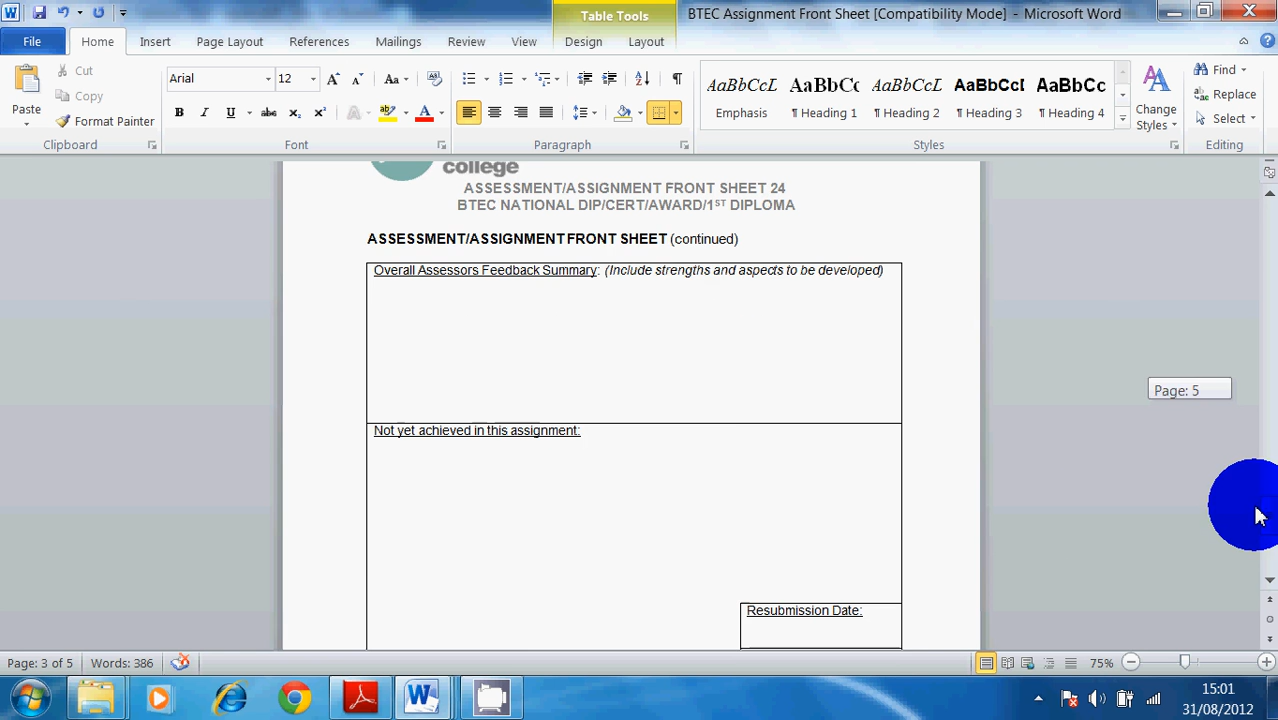 Table Tools
BTEC Assignment Front Sheet [Compatibility Mode] - Microsoft Word
File Home Insert Page Layout References Mailings Review View Design Layout
Paste
Cut
Copy
Format Painter
Arial 12
AaBbCcL AaBbCc AaBbCcD AaBbCcI AaBbCc
Emphasis ¶ Heading 1 ¶ Heading 2 ¶ Heading 3 ¶ Heading 4
Change Styles
Find
Replace
Select
Clipboard Font Paragraph Styles Editing
college
ASSESSMENT/ASSIGNMENT FRONT SHEET 24
BTEC NATIONAL DIP/CERT/AWARD/1ST DIPLOMA
ASSESSMENT/ASSIGNMENT FRONT SHEET (continued)
Overall Assessors Feedback Summary: (Include strengths and aspects to be developed)
Page: 5
Not yet achieved in this assignment:
Resubmission Date:
Page: 3 of 5 Words: 386 75%
15:01
31/08/2012